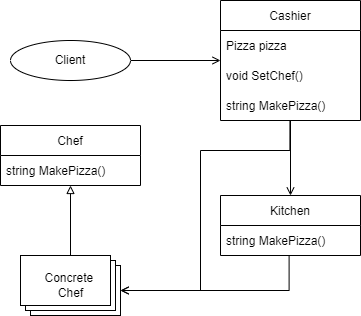 Cashier
Pizza pizza
void SetChef()
string MakePizza()
Client
Chef
string MakePizza()
Kitchen
string MakePizza()
Concrete
Chef